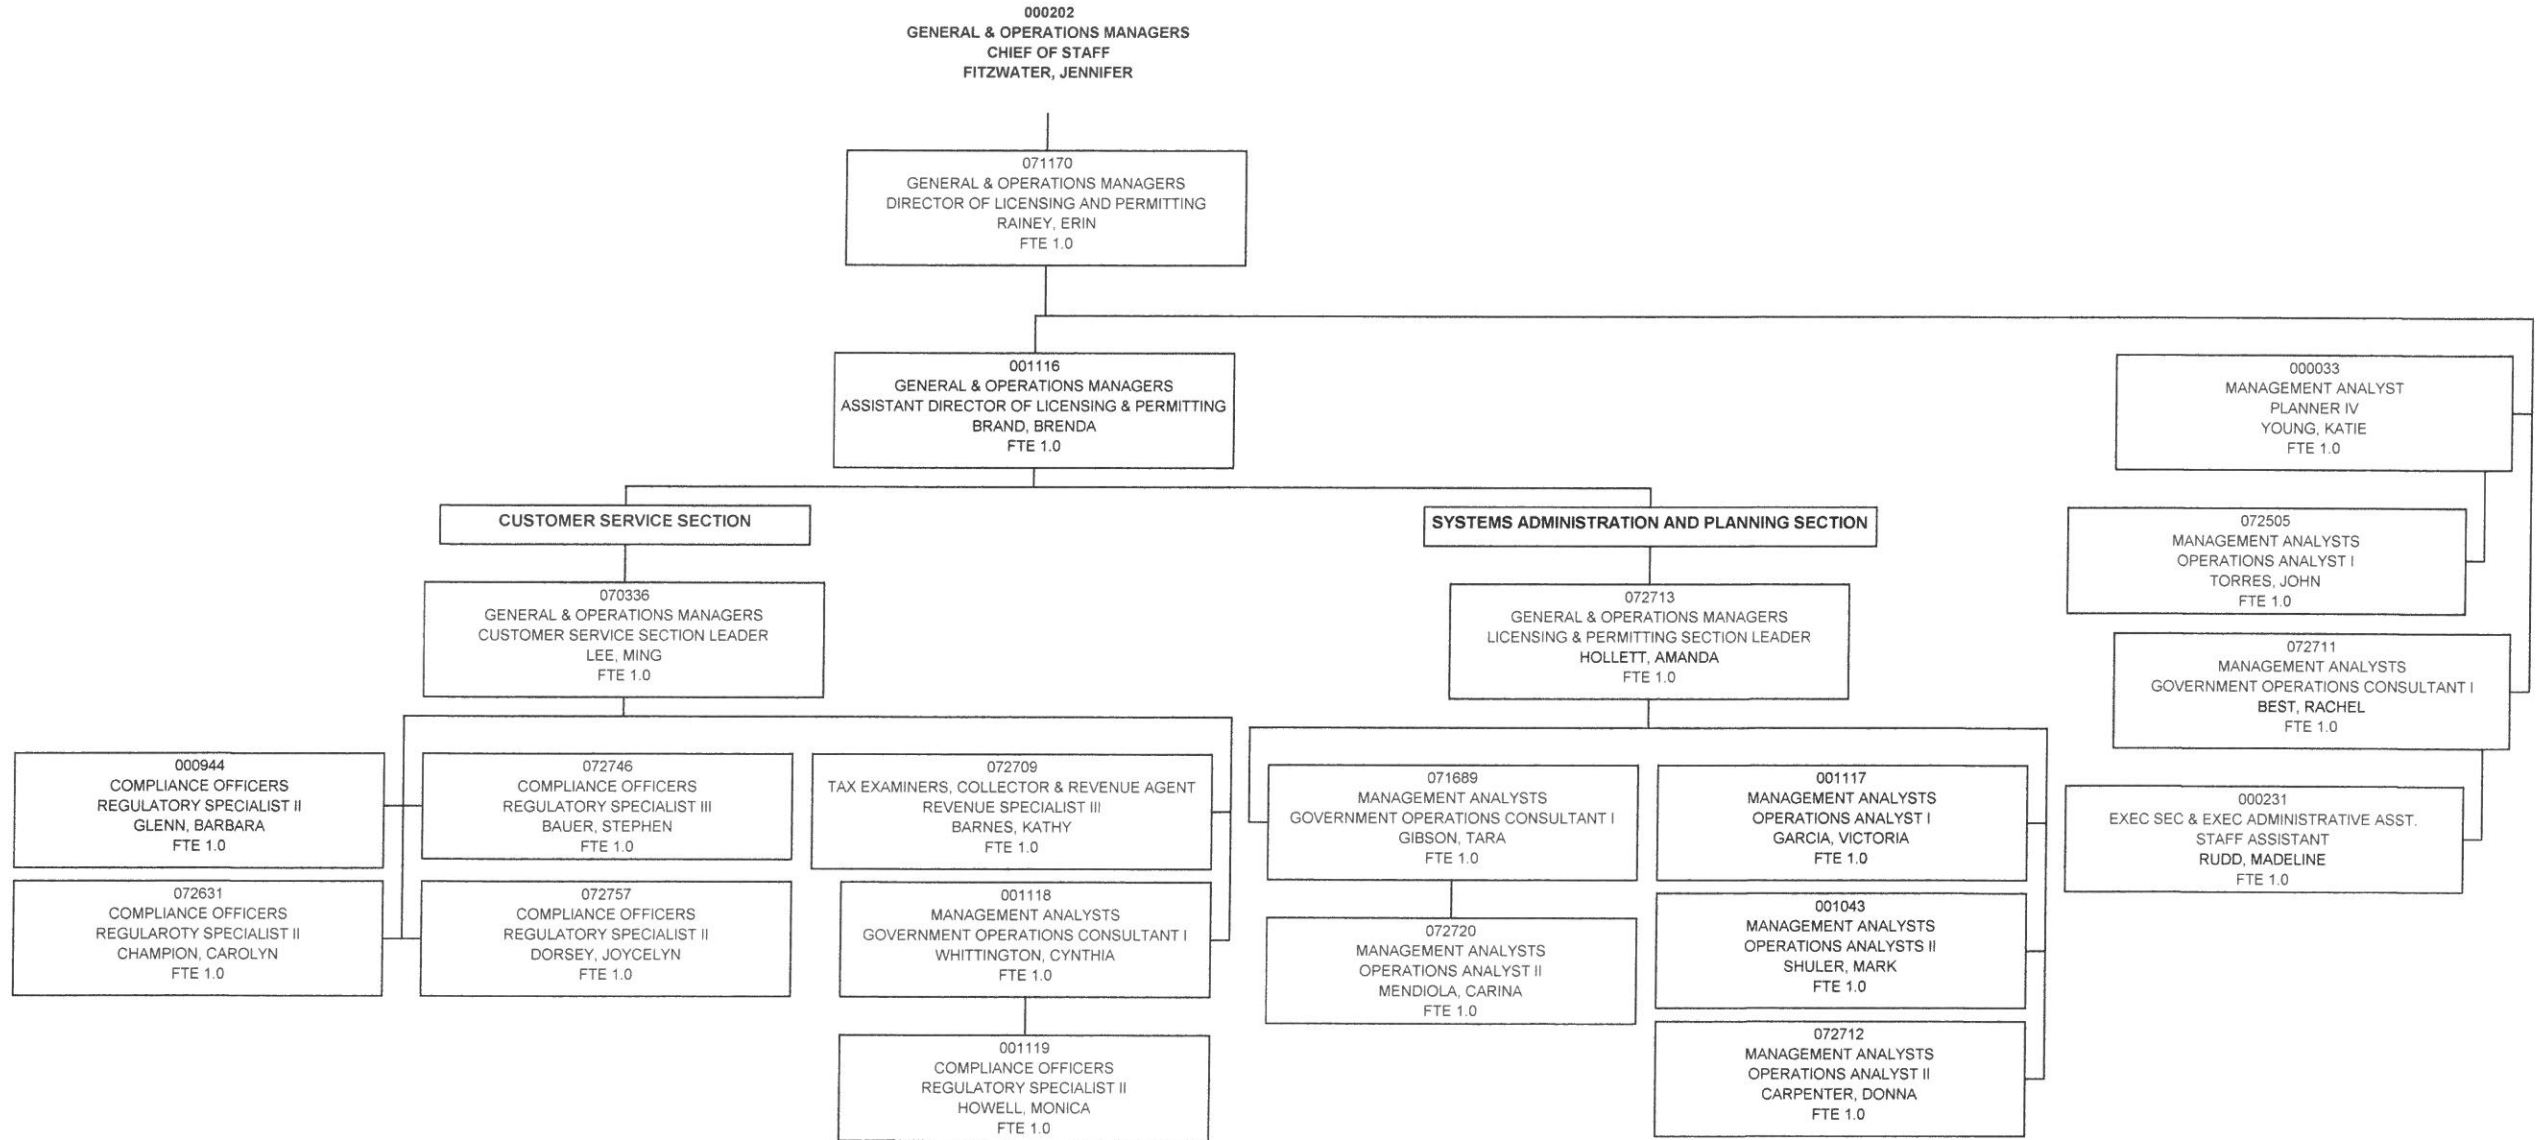 000202
GENERAL & OPERATIONS MANAGERS
CHIEF OF STAFF
FITZWATER, JENNIFER
071170
GENERAL & OPERATIONS MANAGERS
DIRECTOR OF LICENSING AND PERMITTING
RAINEY, ERIN
FTE 1.0
001116
GENERAL & OPERATIONS MANAGERS
ASSISTANT DIRECTOR OF LICENSING & PERMITTING
BRAND, BRENDA
FTE 1.0
CUSTOMER SERVICE SECTION
070336
GENERAL & OPERATIONS MANAGERS
CUSTOMER SERVICE SECTION LEADER
LEE, MING
FTE 1.0
000944
COMPLIANCE OFFICERS
REGULATORY SPECIALIST II
GLENN, BARBARA
FTE 1.0
072746
COMPLIANCE OFFICERS
REGULATORY SPECIALIST III
BAUER, STEPHEN
FTE 1.0
072709
TAX EXAMINERS, COLLECTOR & REVENUE AGENT
REVENUE SPECIALIST III
BARNES, KATHY
FTE 1.0
072631
COMPLIANCE OFFICERS
REGULAROTY SPECIALIST II
CHAMPION, CAROLYN
FTE 1.0
072757
COMPLIANCE OFFICERS
REGULATORY SPECIALIST II
DORSEY, JOYCELYN
FTE 1.0
001118
MANAGEMENT ANALYSTS
GOVERNMENT OPERATIONS CONSULTANT I
WHITTINGTON, CYNTHIA
FTE 1.0
001119
COMPLIANCE OFFICERS
REGULATORY SPECIALIST II
HOWELL, MONICA
FTE 1.0
SYSTEMS ADMINISTRATION AND PLANNING SECTION
072713
GENERAL & OPERATIONS MANAGERS
LICENSING & PERMITTING SECTION LEADER
HOLLETT, AMANDA
FTE 1.0
071689
MANAGEMENT ANALYSTS
GOVERNMENT OPERATIONS CONSULTANT I
GIBSON, TARA
FTE 1.0
072720
MANAGEMENT ANALYSTS
OPERATIONS ANALYST II
MENDIOLA, CARINA
FTE 1.0
001117
MANAGEMENT ANALYSTS
OPERATIONS ANALYST I
GARCIA, VICTORIA
FTE 1.0
001043
MANAGEMENT ANALYSTS
OPERATIONS ANALYSTS II
SHULER, MARK
FTE 1.0
072712
MANAGEMENT ANALYSTS
OPERATIONS ANALYST II
CARPENTER, DONNA
FTE 1.0
000033
MANAGEMENT ANALYST
PLANNER IV
YOUNG, KATIE
FTE 1.0
072505
MANAGEMENT ANALYSTS
OPERATIONS ANALYST I
TORRES, JOHN
FTE 1.0
072711
MANAGEMENT ANALYSTS
GOVERNMENT OPERATIONS CONSULTANT I
BEST, RACHEL
FTE 1.0
000231
EXEC SEC & EXEC ADMINISTRATIVE ASST.
STAFF ASSISTANT
RUDD, MADELINE
FTE 1.0